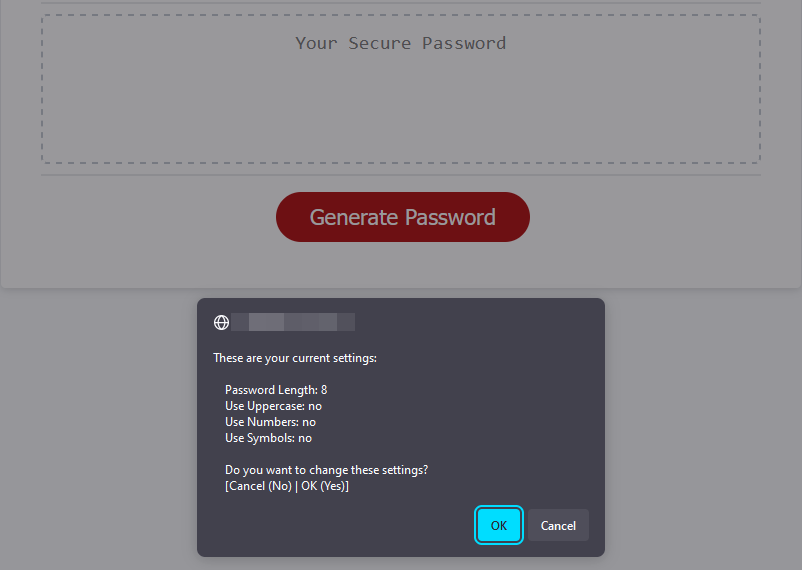 Your Secure Password
Generate Password
These are your current settings:
Password Length: 8
Use Uppercase: no
Use Numbers: no
Use Symbols: no
Do you want to change these settings?
[Cancel (No) | OK (Yes)]
OK
Cancel